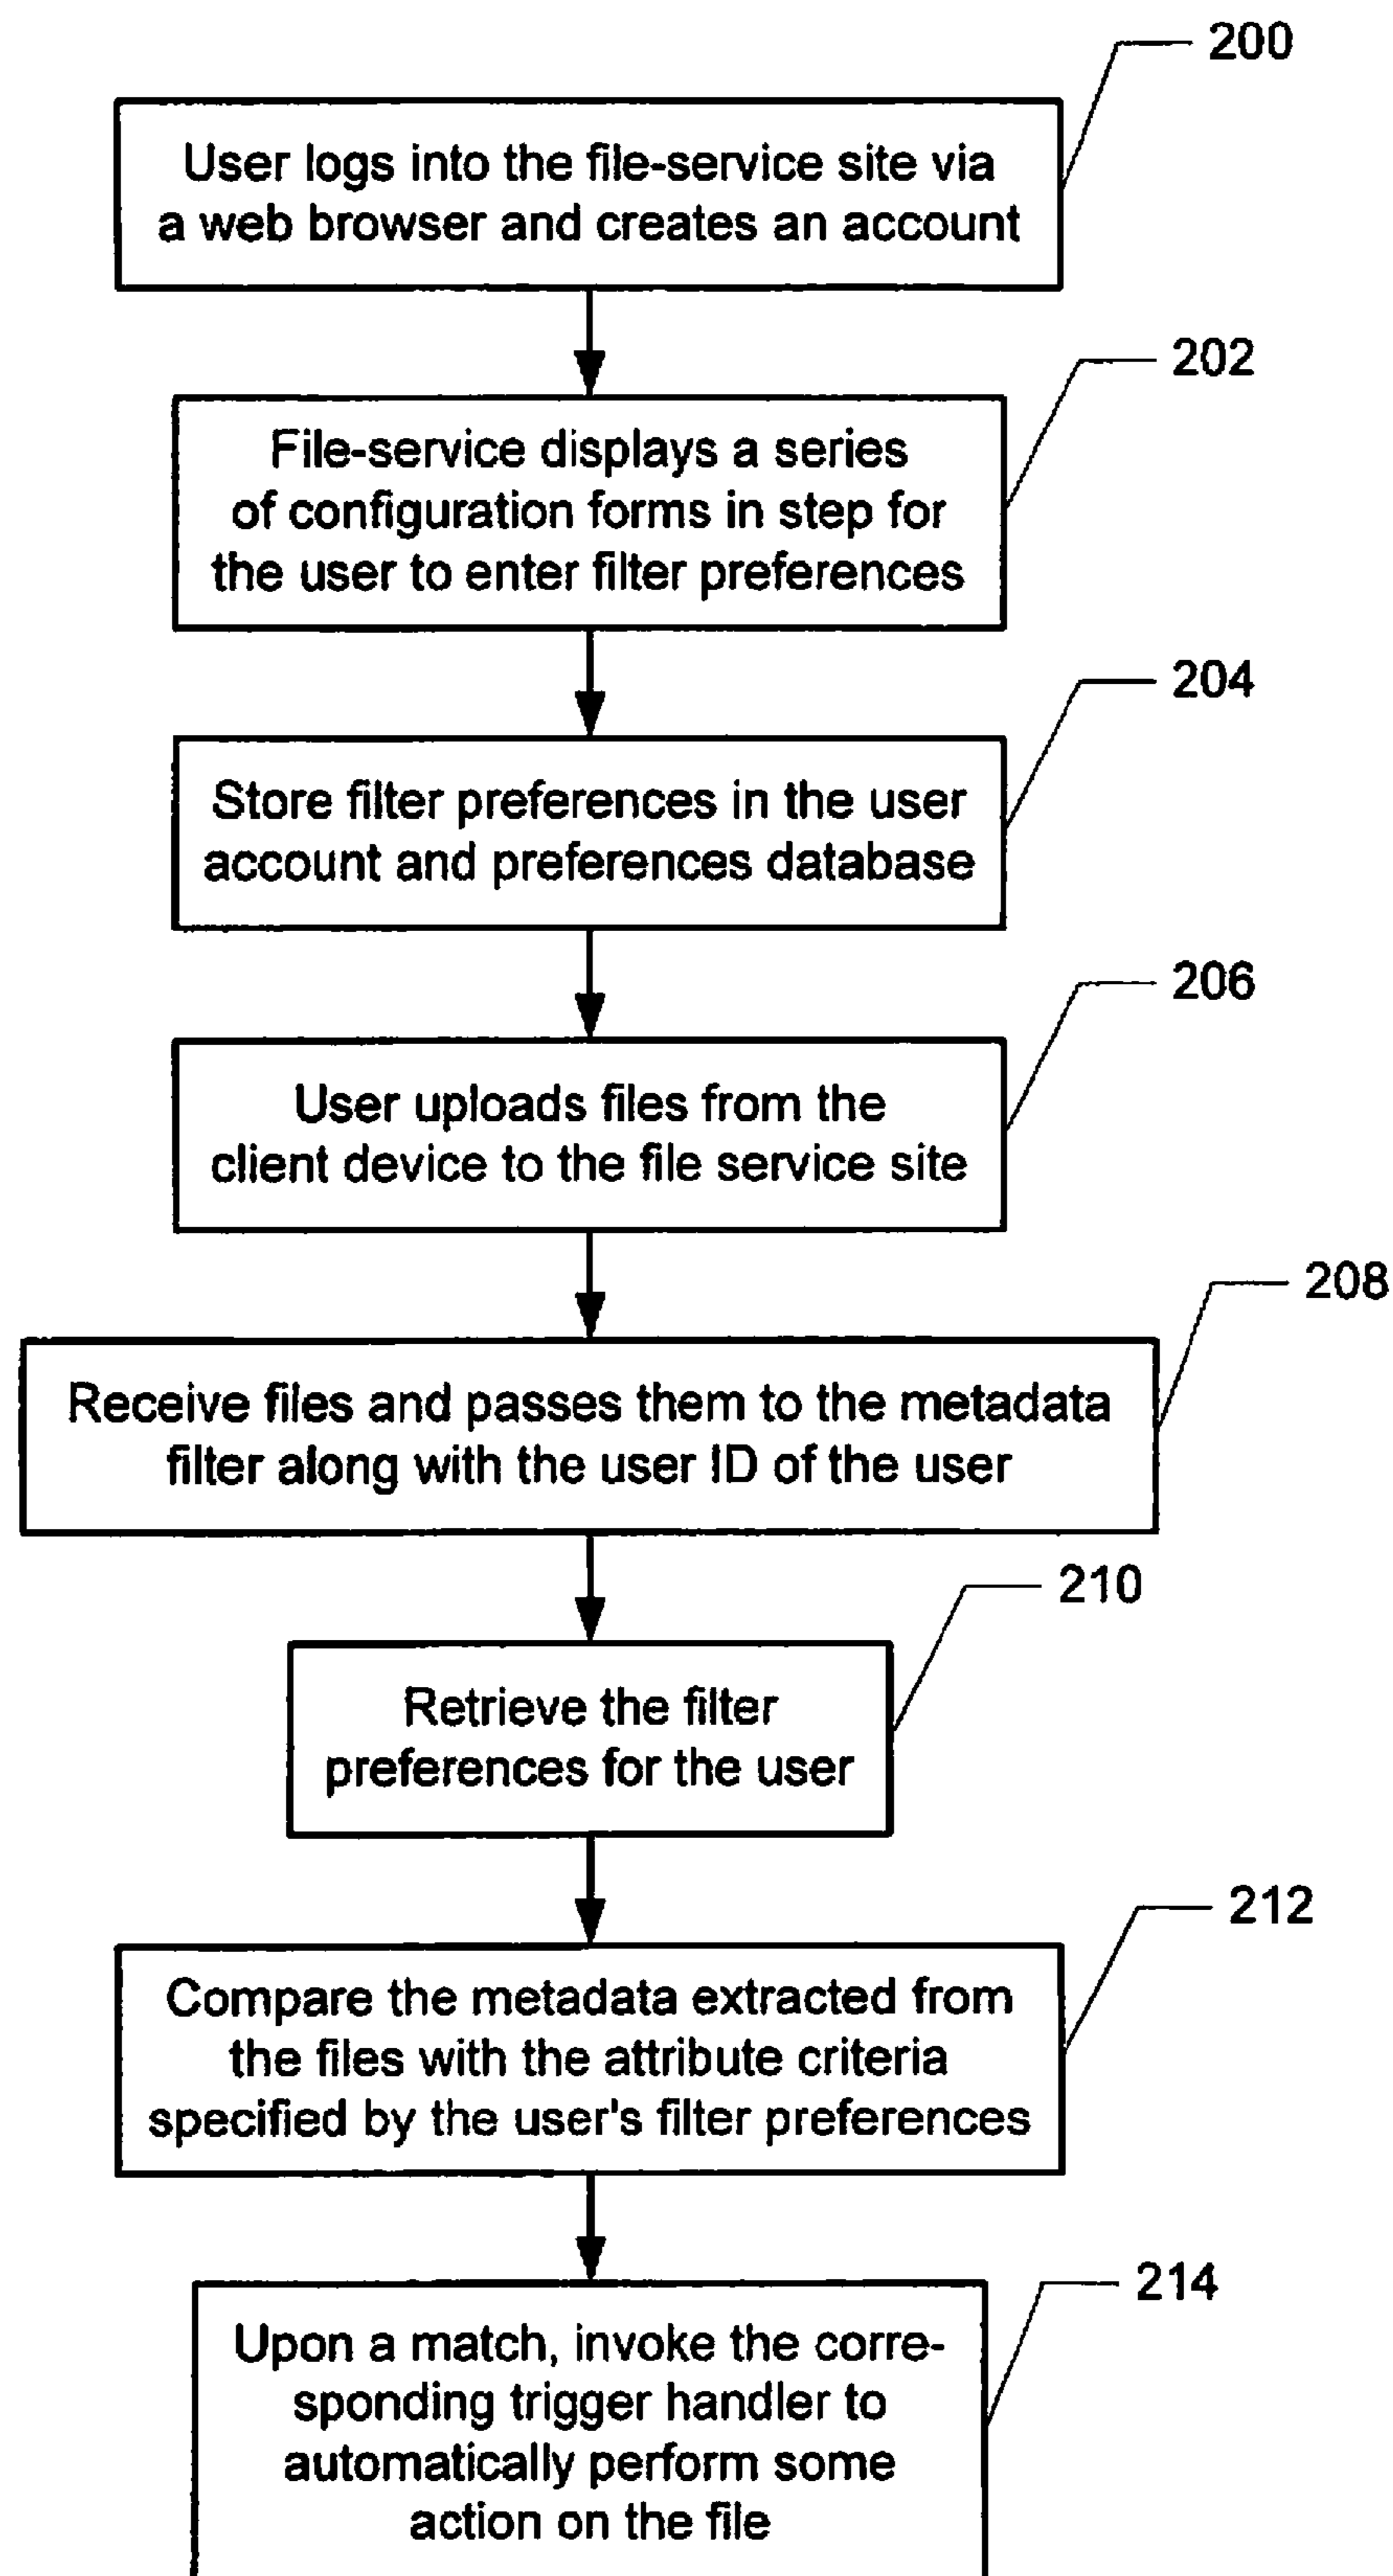 200
User logs into the file-service site via
a web browser and creates an account
202
File-service displays a series
of configuration forms in step for
the user to enter filter preferences
204
Store filter preferences in the user
account and preferences database
206
User uploads files from the
client device to the file service site
208
Receive files and passes them to the metadata
filter along with the user ID of the user
210
Retrieve the filter
preferences for the user
212
Compare the metadata extracted from
the files with the attribute criteria
specified by the user's filter preferences
214
Upon a match, invoke the corre-
sponding trigger handler to
automatically perform some
action on the file